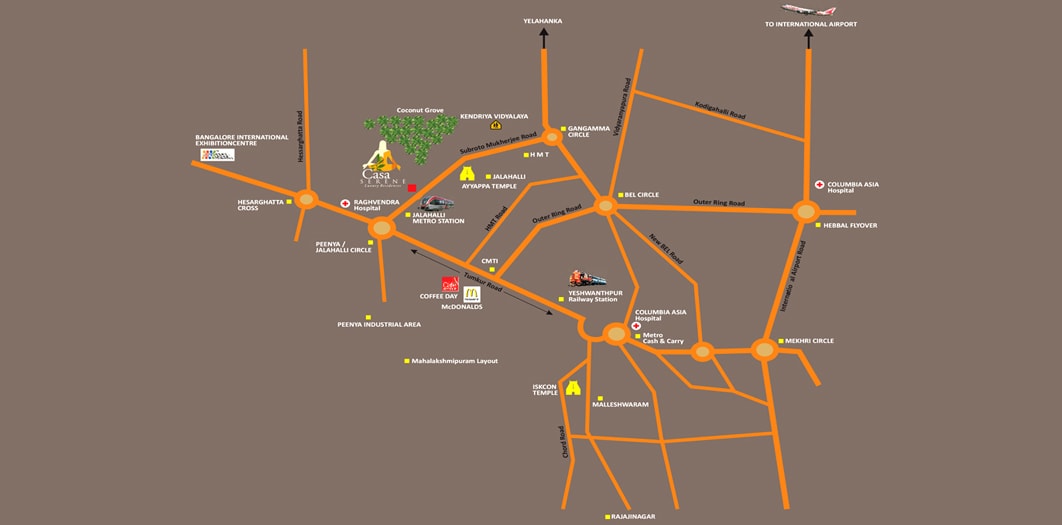 YELAHANKA
TO INTERNATIONAL AIRPORT
Hessarghatta Road
Coconut Grove
KENDRIYA VIDYALAYA
Vidyaranyapura Road
Kodigahalli Road
BANGALORE INTERNATIONAL
EXHIBITIONCENTRE
Subroto Mukherjee Road
GANGAMMA
CIRCLE
H M T
Casa
SERENE
Luxury Residences
JALAHALLI
AYYAPPA TEMPLE
COLUMBIA ASIA
Hospital
HESARGHATTA
CROSS
RAGHVENDRA
Hospital
JALAHALLI
METRO STATION
HMT Road
Outer Ring Road
BEL CIRCLE
Outer Ring Road
HEBBAL FLYOVER
PEENYA /
JALAHALLI CIRCLE
New BEL Road
CMTI
Tumkur Road
Internatio al Airport Road
COFFEE DAY
McDONALDS
YESHWANTHPUR
Railway Station
PEENYA INDUSTRIAL AREA
COLUMBIA ASIA
Hospital
Metro
Cash & Carry
MEKHRI CIRCLE
Mahalakshmipuram Layout
ISKCON
TEMPLE
MALLESHWARAM
Chord Road
RAJAJINAGAR